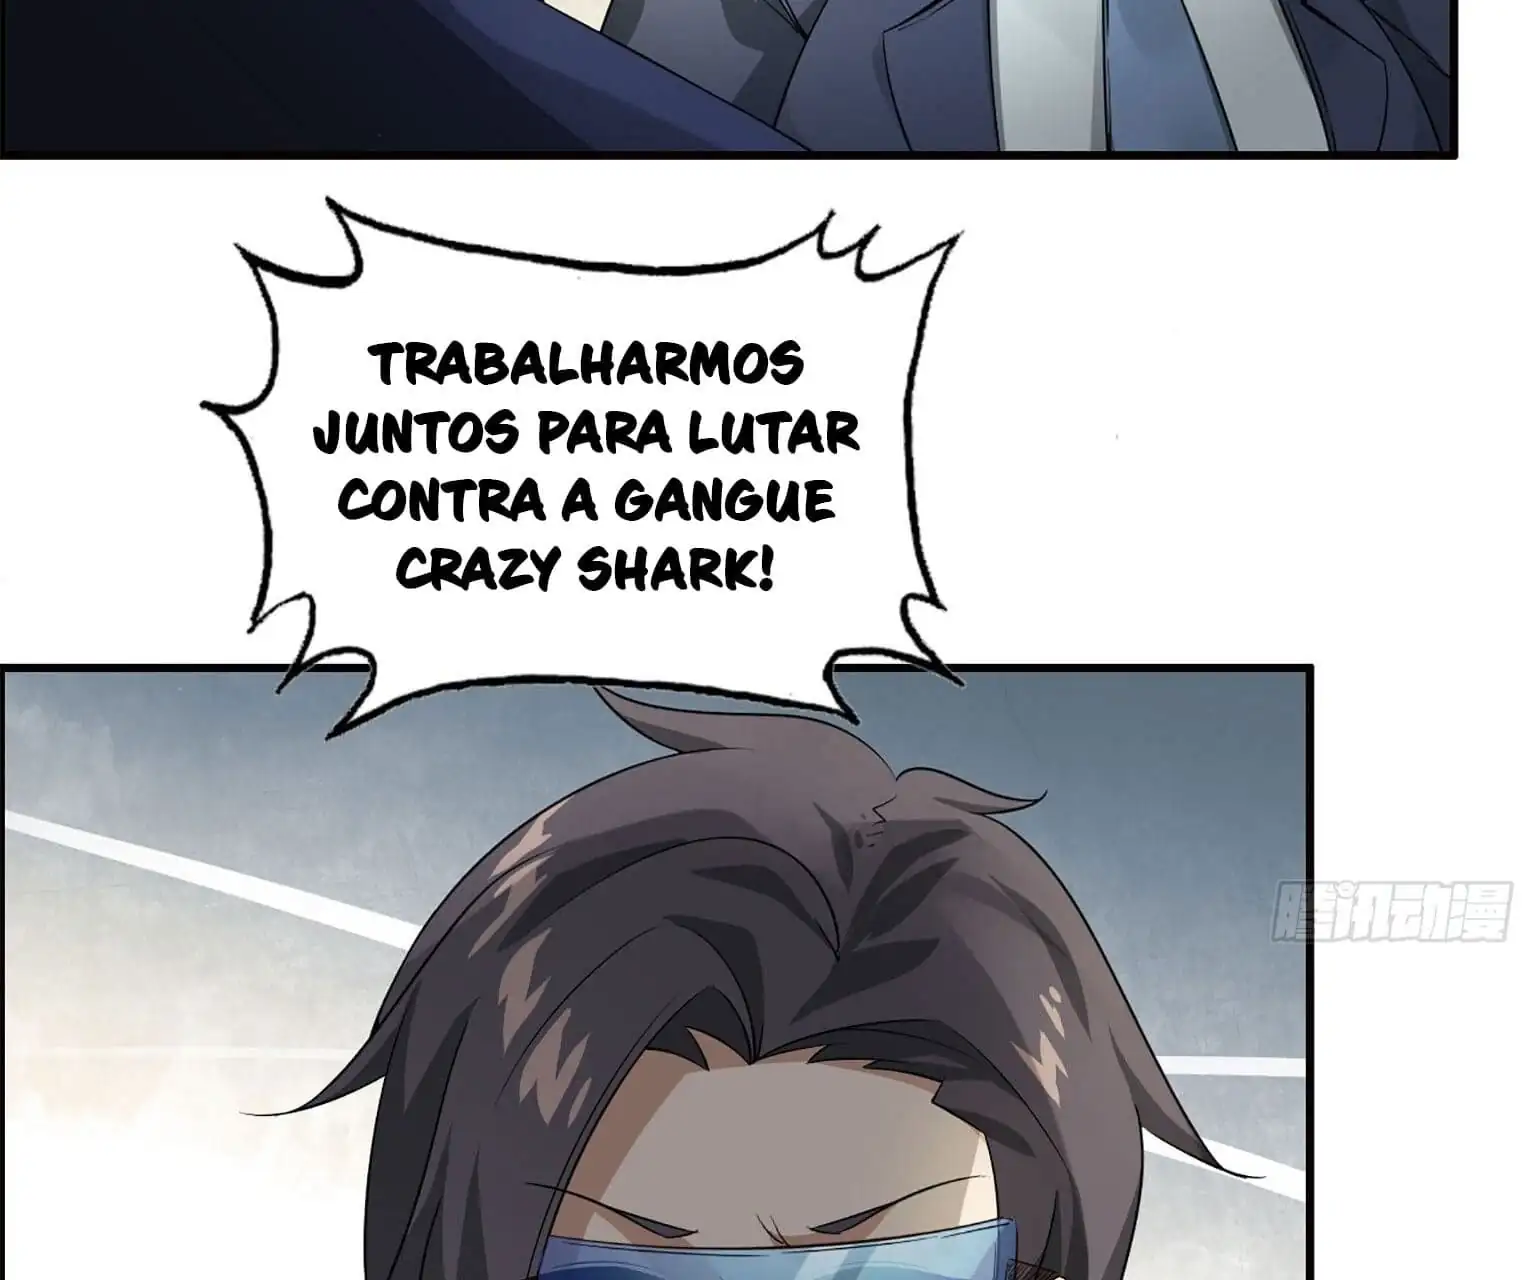 TRABALHARMOS
JUNTOS PARA LUTAR
CONTRA A GANGUE
CRAZY SHARK!
腾讯动漫